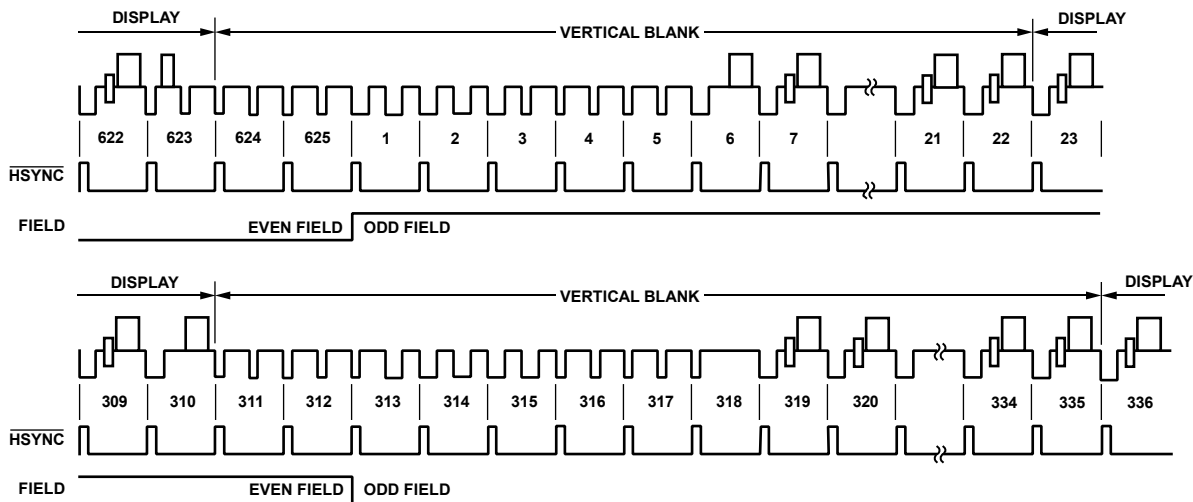 DISPLAY VERTICAL BLANK DISPLAY
622 623 624 625 1 2 3 4 5 6 7 21 22 23
HSYNC
FIELD EVEN FIELD ODD FIELD
DISPLAY VERTICAL BLANK DISPLAY
309 310 311 312 313 314 315 316 317 318 319 320 334 335 336
HSYNC
FIELD EVEN FIELD ODD FIELD